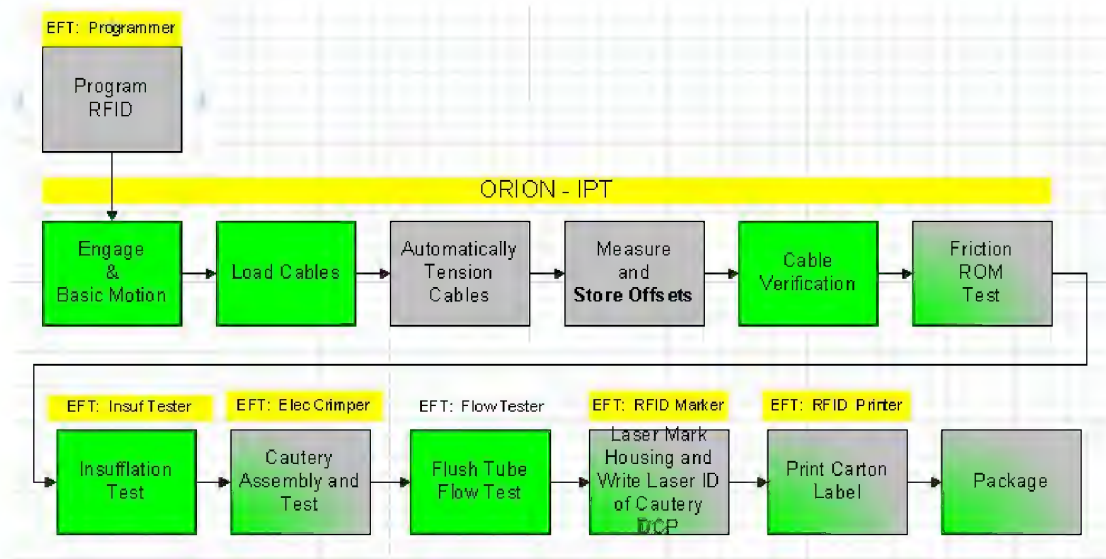 EFT: Programmer
Program
RFID
ORION - IPT
Engage
&
Basic Motion
Load Cables
Automatically
Tension
Cables
Measure
and
Store Offsets
Cable
Verification
Friction
ROM
Test
EFT: Insuf Tester
EFT: Elec Crimper
EFT: Flow Tester
EFT: RFID Marker
EFT: RFID Printer
Insufflation
Test
Cautery
Assembly and
Test
Flush Tube
Flow Test
Laser Mark
Housing and
Write Laser ID
of Cautery
DCP
Print Carton
Label
Package